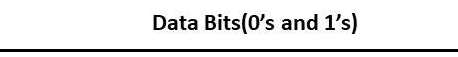 Data Bits(0’s and 1’s)